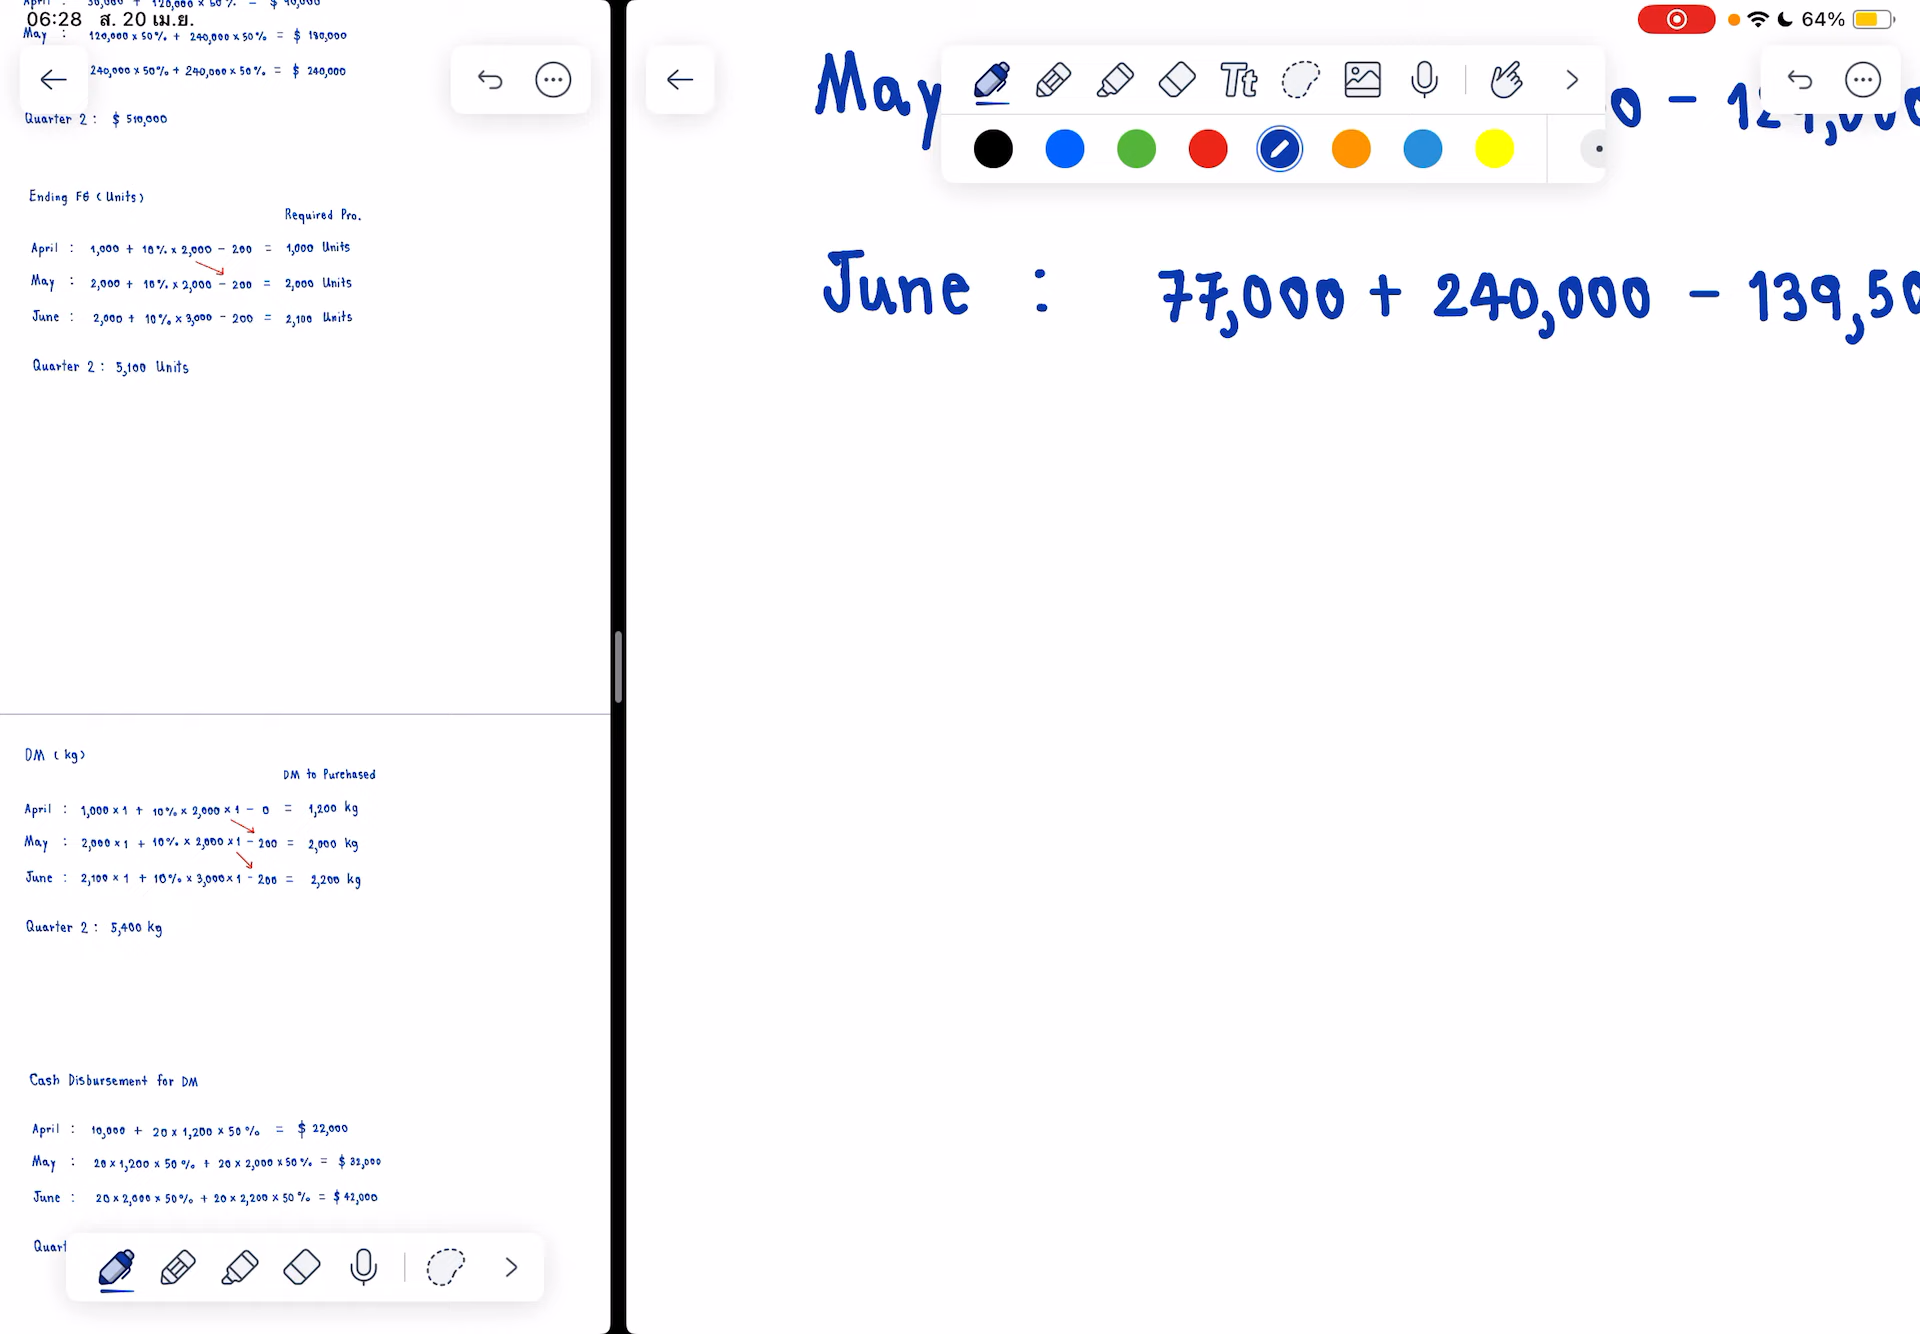 06:28 ส. 20 เม.ย.
64%
May : 120,000 x 50% + 240,000 x 50% = $ 180,000
240,000 x 50% + 240,000 x 50% = $ 240,000
Quarter 2 : $ 510,000
Ending FG (Units)
Required Pro.
April : 1,000 + 10% x 2,000 - 200 = 1,000 Units
May : 2,000 + 10% x 2,000 - 200 = 2,000 Units
June : 2,000 + 10% x 3,000 - 200 = 2,100 Units
Quarter 2 : 5,100 Units
DM (kg)
DM to Purchased
April : 1,000 x 1 + 10% x 2,000 x 1 - 0 = 1,200 kg
May : 2,000 x 1 + 10% x 2,000 x 1 - 200 = 2,000 kg
June : 2,100 x 1 + 10% x 3,000 x 1 - 200 = 2,200 kg
Quarter 2 : 5,400 kg
Cash Disbursement for DM
April : 10,000 + 20 x 1,200 x 50% = $ 22,000
May : 20 x 1,200 x 50% + 20 x 2,000 x 50% = $ 32,000
June : 20 x 2,000 x 50% + 20 x 2,200 x 50% = $ 42,000
Quart
Tt
May
June : 77,000 + 240,000 - 139,50